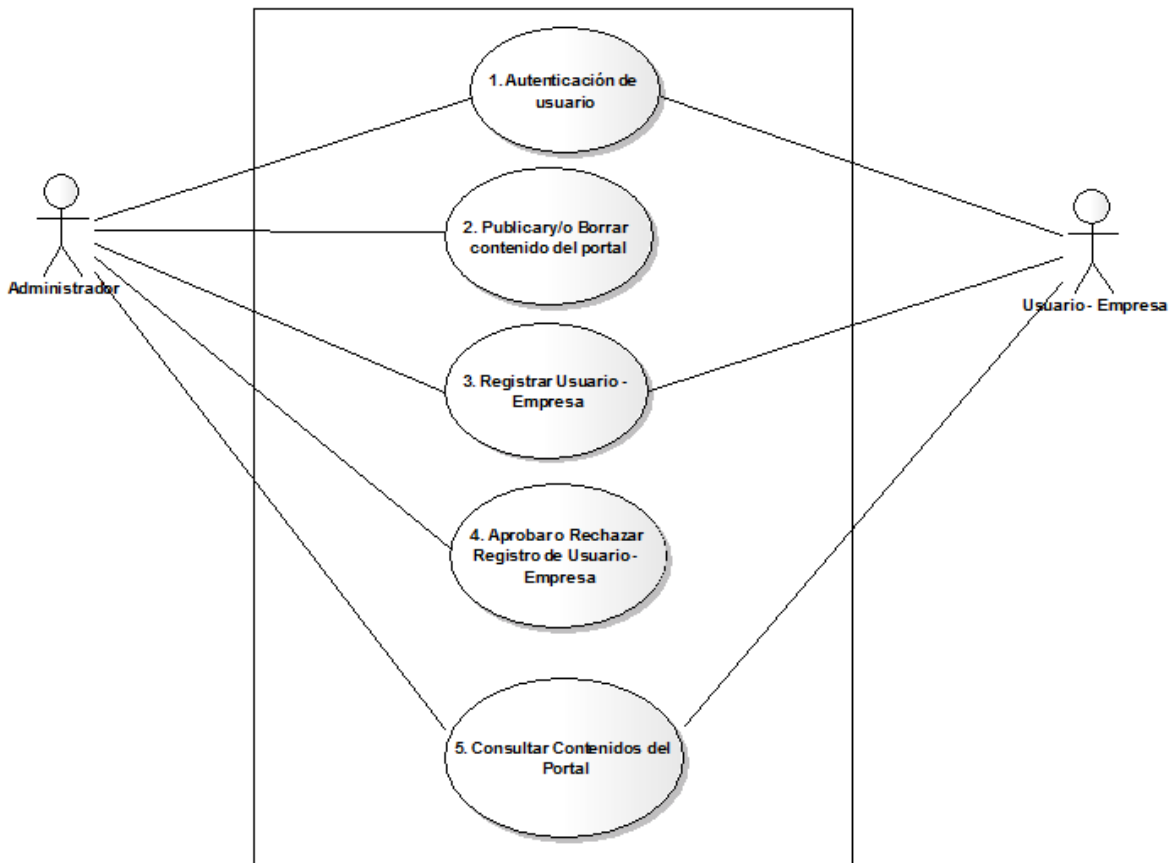 1. Autenticación de
usuario
2. Publicary/o Borrar
contenido del portal
Administrador
Usuario - Empresa
3. Registrar Usuario -
Empresa
4. Aprobar o Rechazar
Registro de Usuario -
Empresa
5. Consultar Contenidos del
Portal